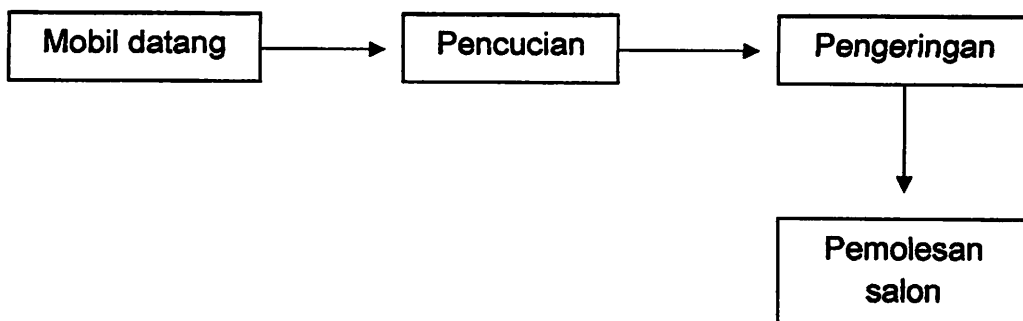 Mobil datang
Pencucian
Pengeringan
Pemolesan
salon